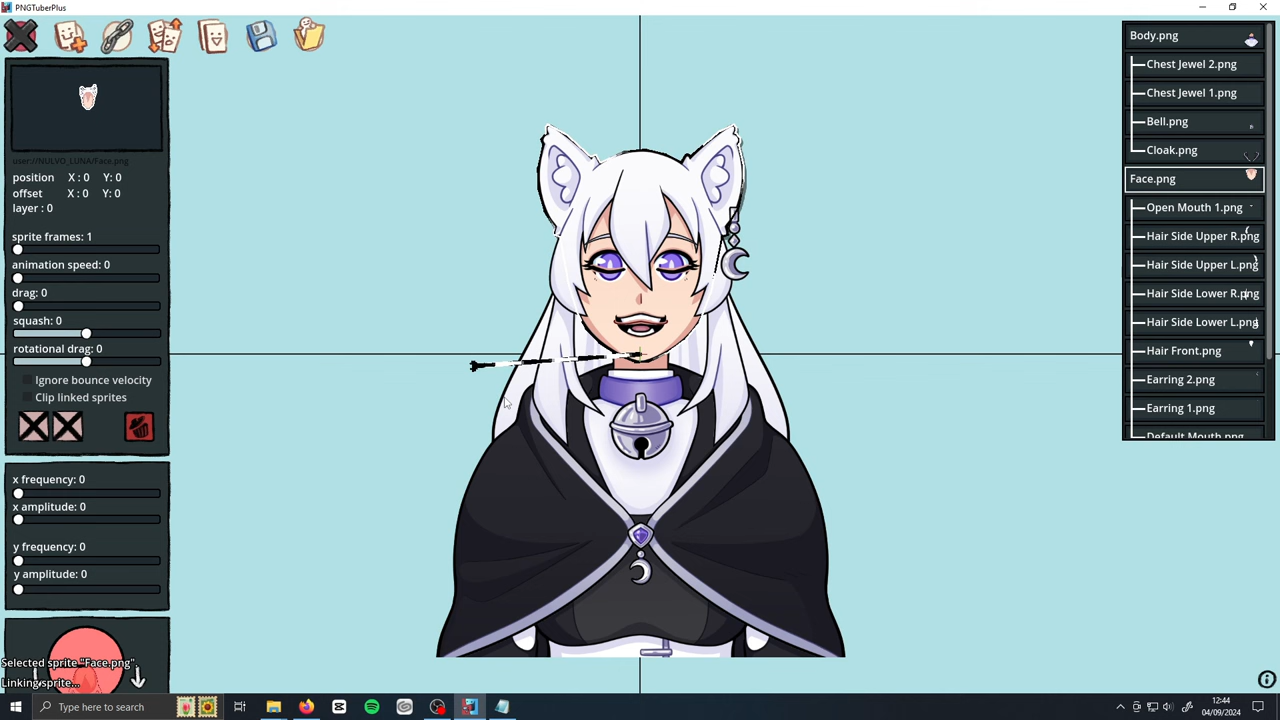 PNGTuberPlus
user://NULVO_LUNA/Face.png
position X : 0 Y: 0
offset X : 0 Y: 0
layer : 0
sprite frames: 1
animation speed: 0
drag: 0
squash: 0
rotational drag: 0
Ignore bounce velocity
Clip linked sprites
x frequency: 0
x amplitude: 0
y frequency: 0
y amplitude: 0
Selected sprite "Face.png".
Linking sprite...
Body.png
Chest Jewel 2.png
Chest Jewel 1.png
Bell.png
Cloak.png
Face.png
Open Mouth 1.png
Hair Side Upper R.png
Hair Side Upper L.png
Hair Side Lower R.png
Hair Side Lower L.png
Hair Front.png
Earring 2.png
Earring 1.png
Default Mouth.png
Type here to search
12:44
04/09/2024